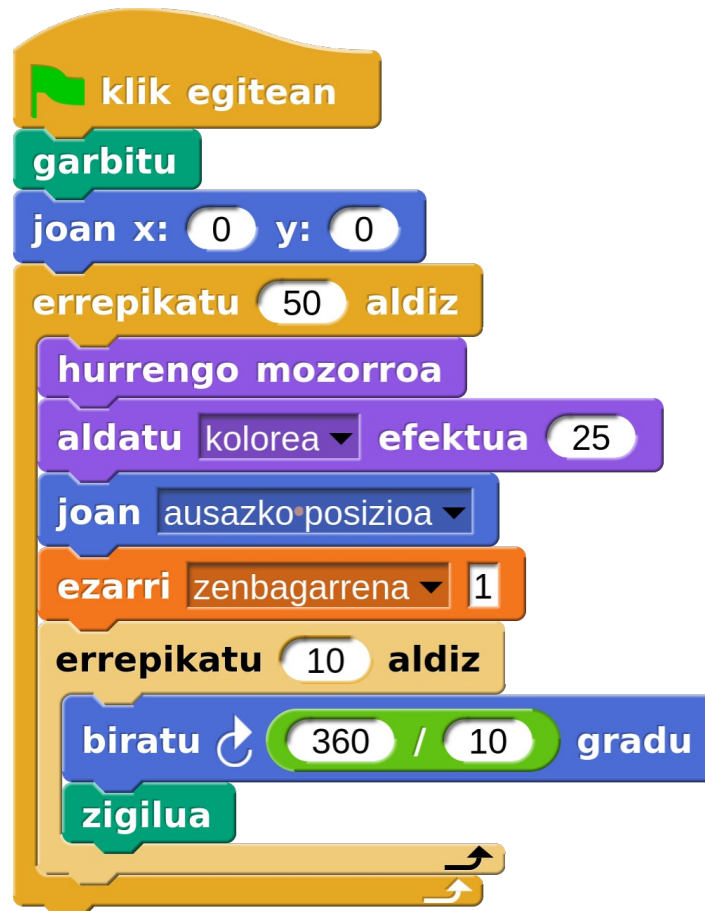 klik egitean
garbitu
joan x: 0 y: 0
errepikatu 50 aldiz
hurrengo mozorroa
aldatu kolorea efektua 25
joan ausazko posizioa
ezarri zenbagarrena 1
errepikatu 10 aldiz
biratu 360 / 10 gradu
zigilua